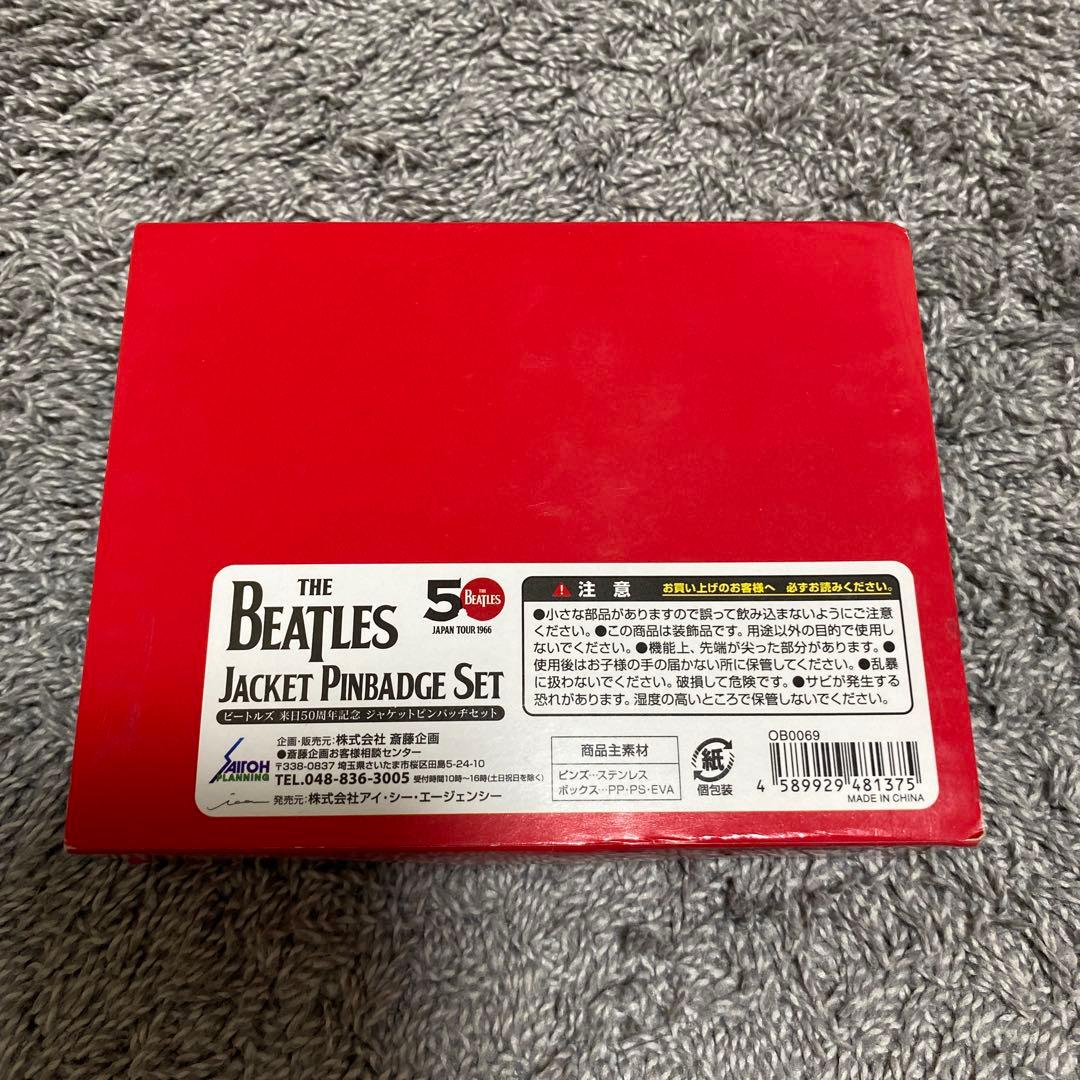 THE
BEATLES
50
THE
BEATLES
JAPAN TOUR 1966
JACKET PINBADGE SET
ビートルズ 来日50周年記念 ジャケットピンバッヂセット
SAITOH
PLANNING
企画・販売元:株式会社 斎藤企画
●斎藤企画お客様相談センター
〒338-0837 埼玉県さいたま市桜区田島5-24-10
TEL.048-836-3005 受付時間10時〜16時(土日祝日を除く)
発売元:株式会社アイ・シー・エージェンシー
注 意 お買い上げのお客様へ 必ずお読みください。
●小さな部品がありますので誤って飲み込まないようにご注意
ください。●この商品は装飾品です。用途以外の目的で使用し
ないでください。●機能上、先端が尖った部分があります。●
使用後はお子様の手の届かない所に保管してください。●乱暴
に扱わないでください。破損して危険です。●サビが発生する
恐れがあります。湿度の高いところで保管しないでください。
商品主素材
ピンズ…ステンレス
ボックス…PP・PS・EVA
紙
個包装
OB0069
4 589929 481375
MADE IN CHINA